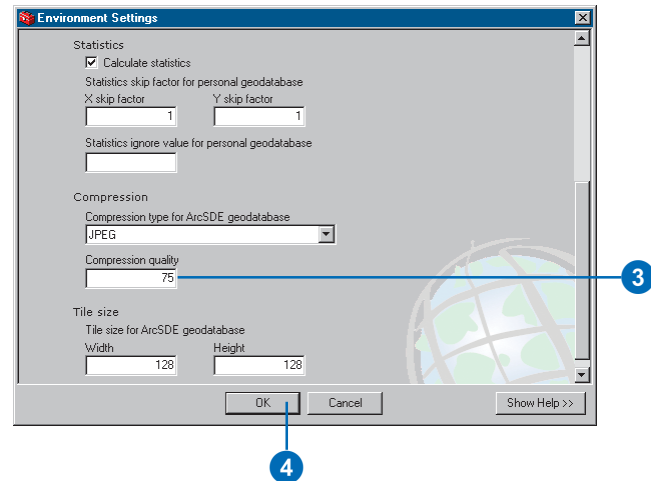 Environment Settings
Statistics
Calculate statistics
Statistics skip factor for personal geodatabase
X skip factor Y skip factor
1 1
Statistics ignore value for personal geodatabase
Compression
Compression type for ArcSDE geodatabase
JPEG
Compression quality
75
3
Tile size
Tile size for ArcSDE geodatabase
Width Height
128 128
OK Cancel Show Help >>
4